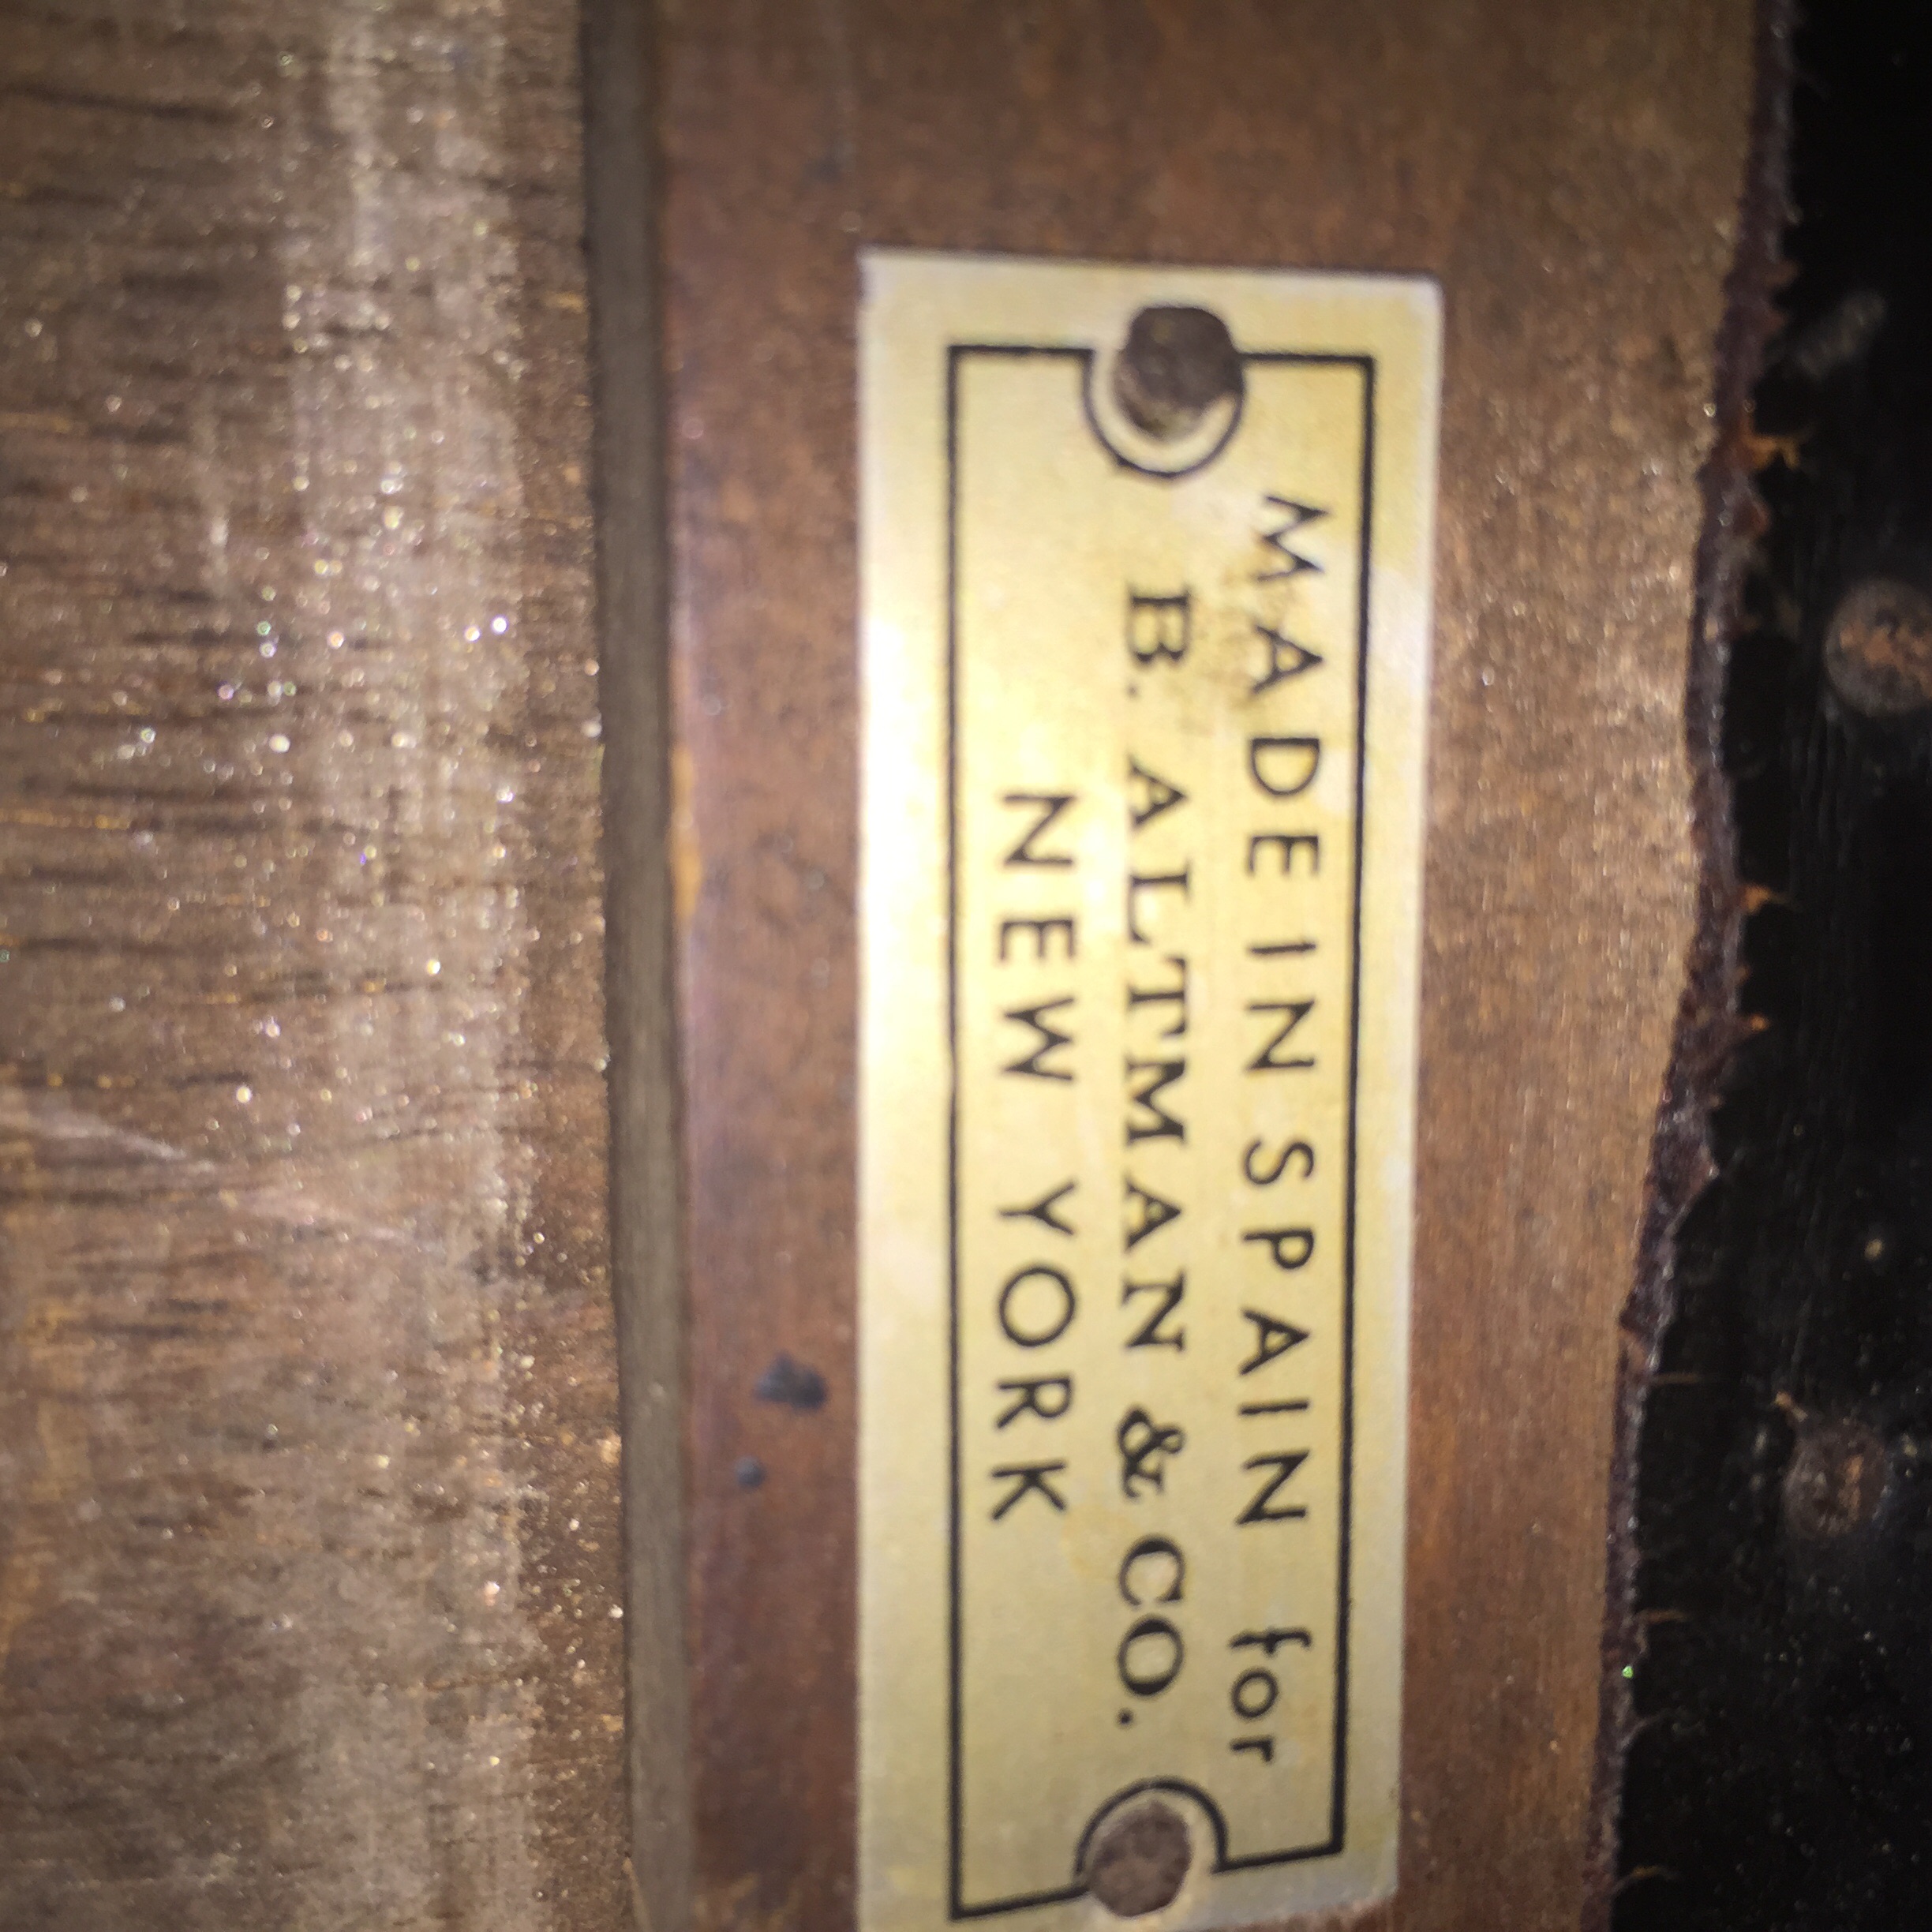 MADE IN SPAIN for
B. ALTMAN & CO.
NEW YORK